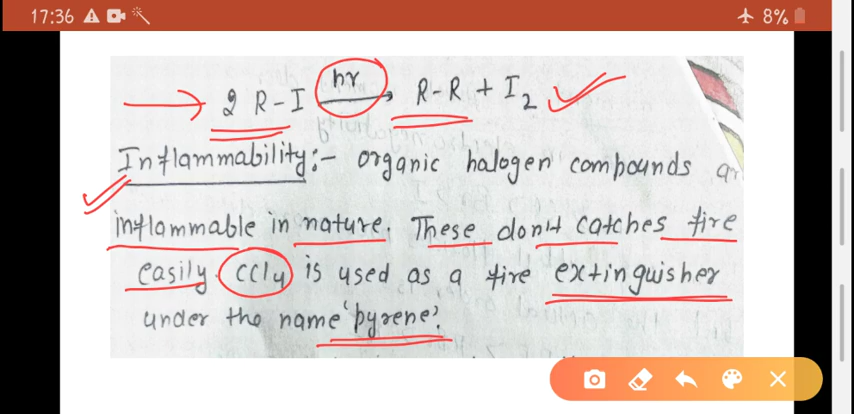 17:36 8%
2 R-I hν→ R-R + I2
Inflammability:- organic halogen compounds ar
inflammable in nature. These don't catches fire
easily. CCl4 is used as a fire extinguisher
under the name 'pyrene'.